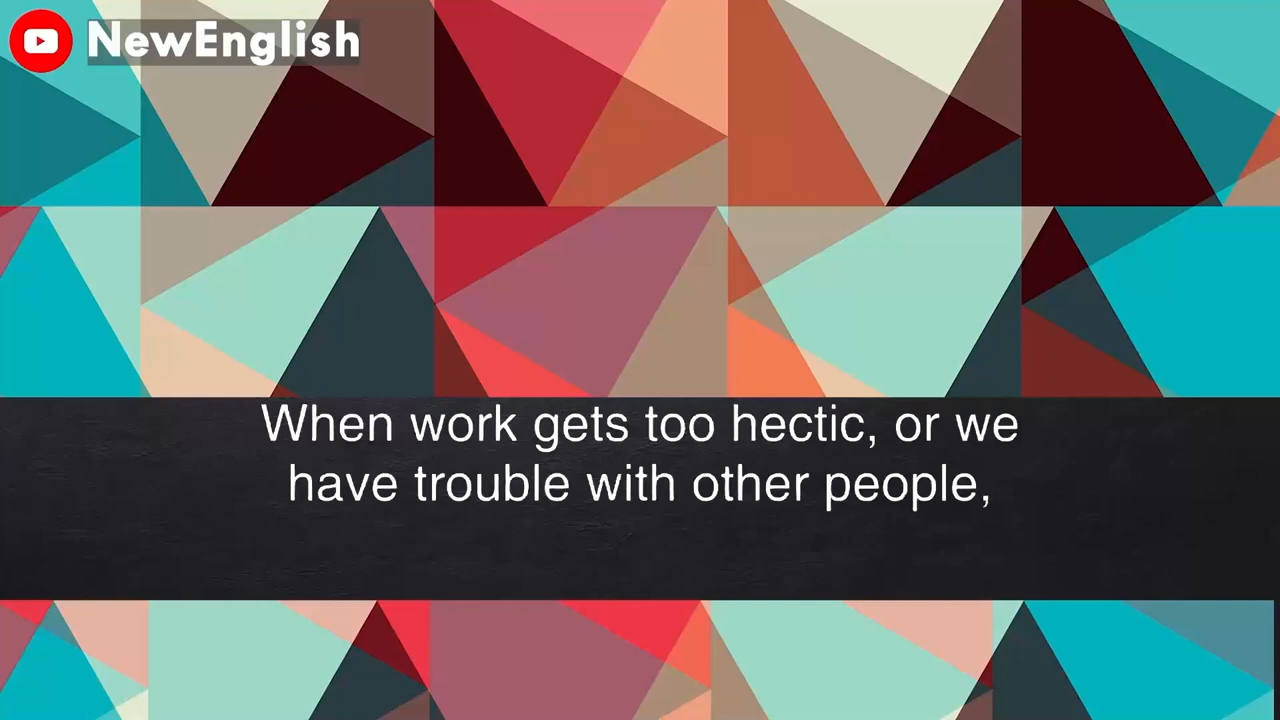 NewEnglish
When work gets too hectic, or we
have trouble with other people,